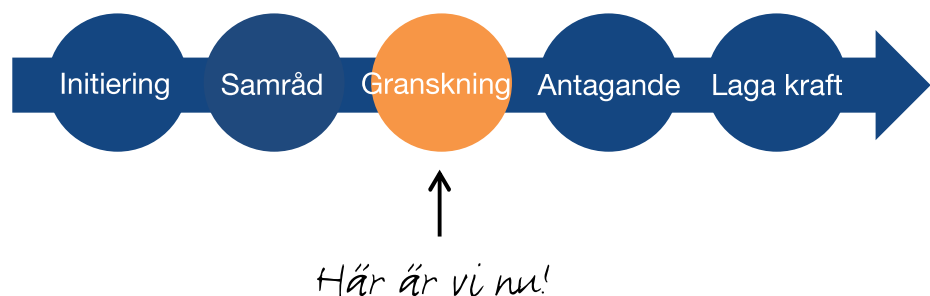 Initiering Samråd Granskning Antagande Laga kraft
Här är vi nu!